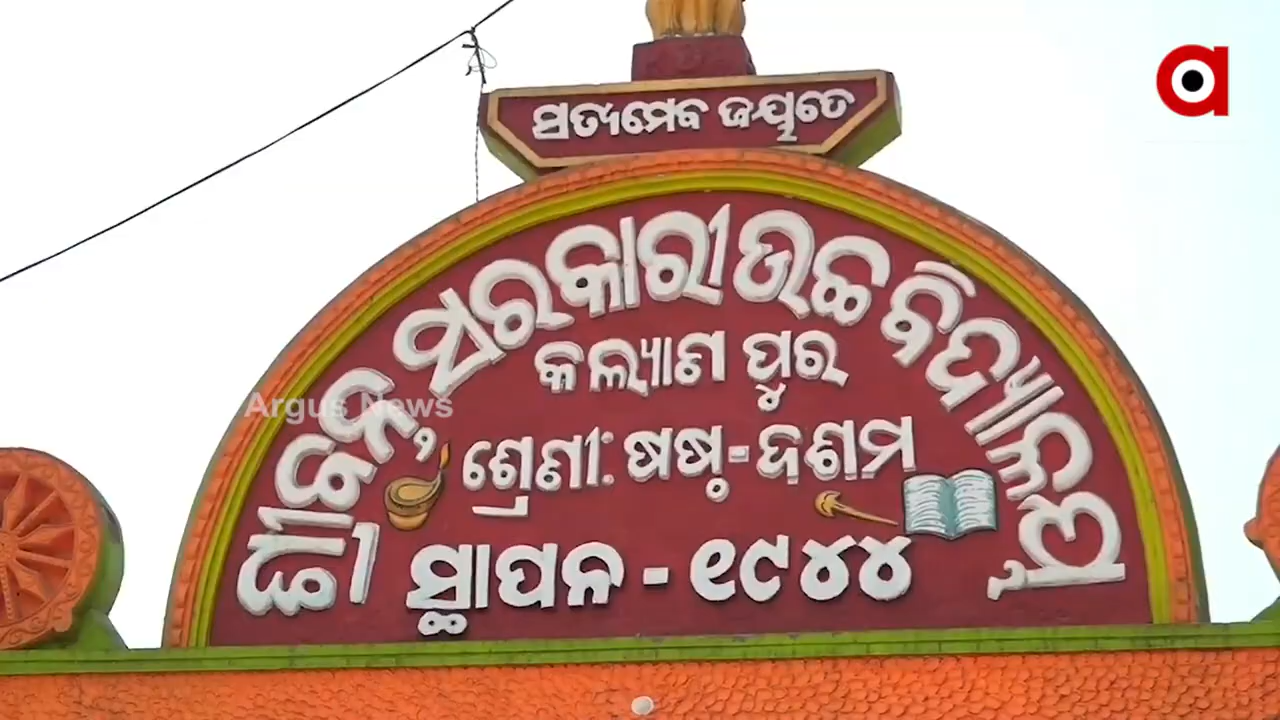 ସତ୍ୟମେବ ଜୟତେ
ସରକାରୀ ଉଚ୍ଚ ବିଦ୍ୟାଳୟ
କଲ୍ୟାଣ ପୁର
ଶ୍ରେଣୀ: ଷଷ୍ଠ-ଦଶମ
ସ୍ଥାପନ - ୧୯୪୪
Argus News